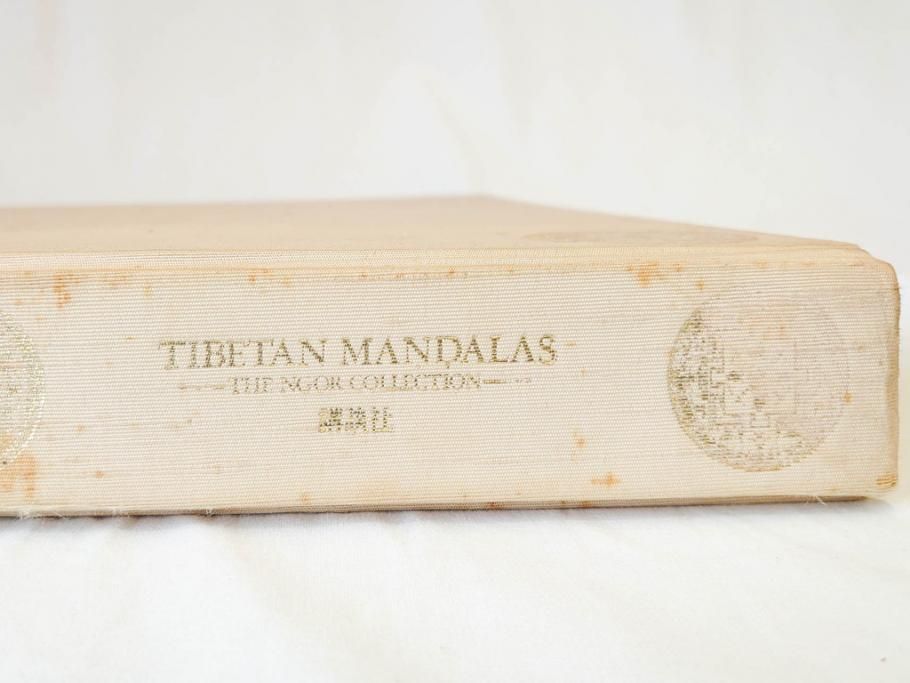 TIBETAN MANDALAS
THE NGOR COLLECTION
講談社